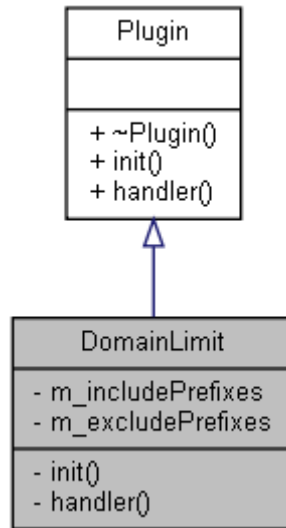 Plugin
+ ~Plugin()
+ init()
+ handler()
DomainLimit
- m_includePrefixes
- m_excludePrefixes
- init()
- handler()